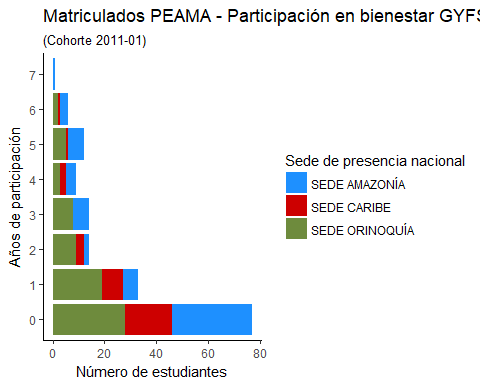 Matriculados PEAMA - Participación en bienestar GYFS
(Cohorte 2011-01)
Años de participación
7
6
5
4
3
2
1
0
0
20
40
60
80
Número de estudiantes
Sede de presencia nacional
SEDE AMAZONÍA
SEDE CARIBE
SEDE ORINOQUÍA